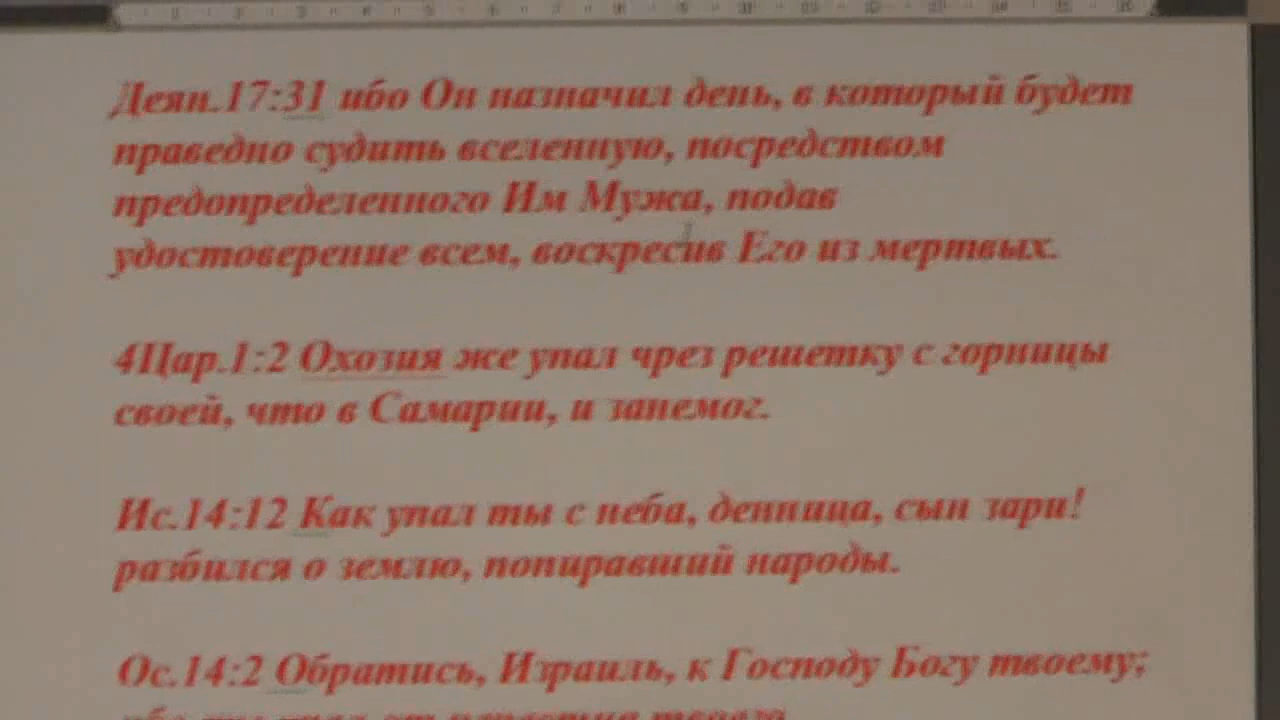 Деян.17:31 ибо Он назначил день, в который будет
праведно судить вселенную, посредством
предопределенного Им Мужа, подав
удостоверение всем, воскресив Его из мертвых.
4Цар.1:2 Охозия же упал чрез решетку с горницы
своей, что в Самарии, и занемог.
Ис.14:12 Как упал ты с неба, денница, сын зари!
разбился о землю, попиравший народы.
Ос.14:2 Обратись, Израиль, к Господу Богу твоему;